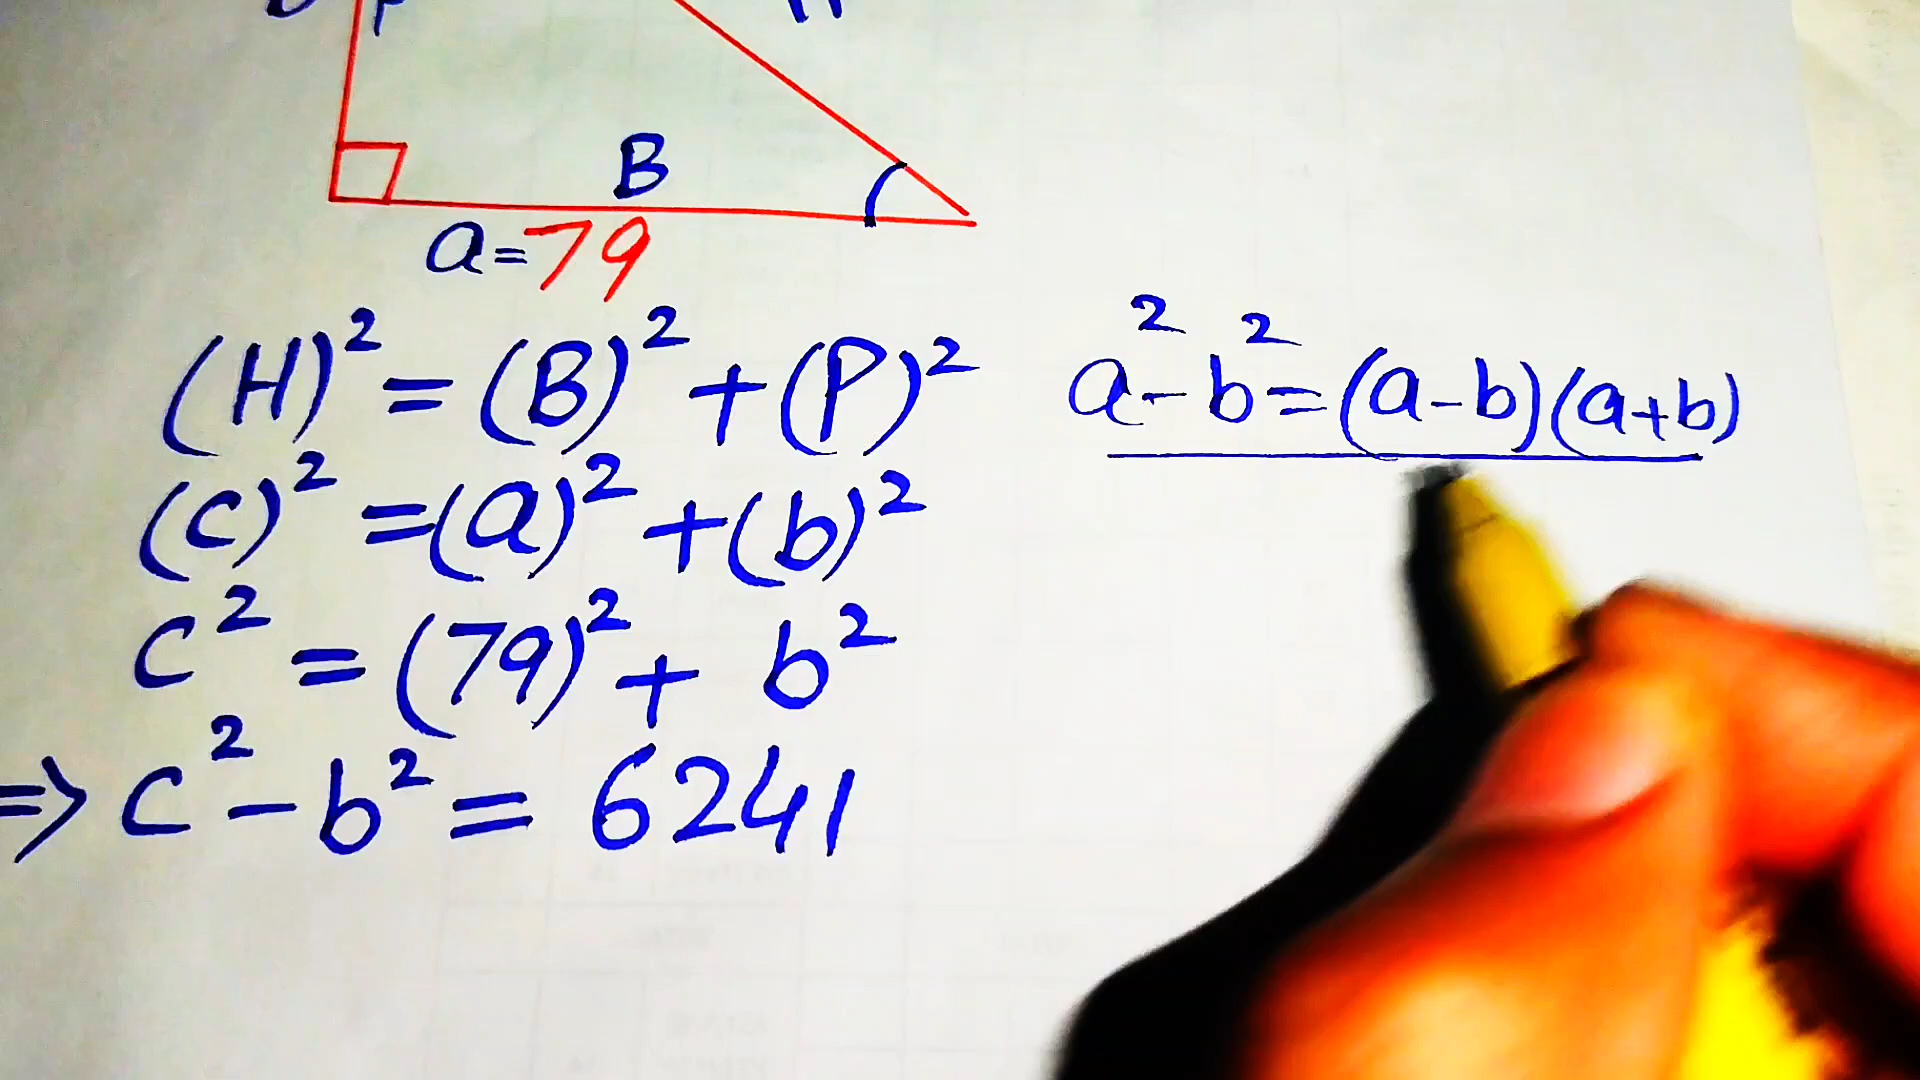 B
a=79
(H)² = (B)² + (P)²
(c)² = (a)² + (b)²
c² = (79)² + b²
⇒ c² - b² = 6241
a² - b² = (a - b)(a + b)